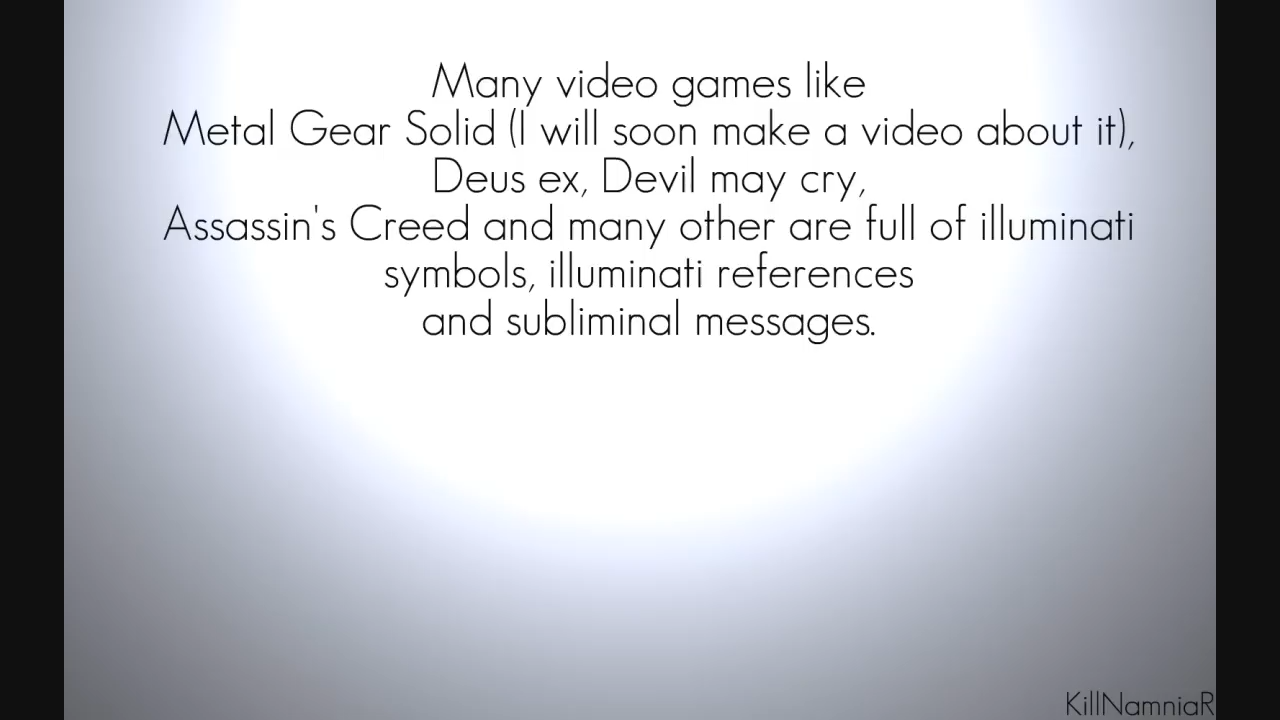 Many video games like
Metal Gear Solid (I will soon make a video about it),
Deus ex, Devil may cry,
Assassin's Creed and many other are full of illuminati
symbols, illuminati references
and subliminal messages.
KillNamniaR